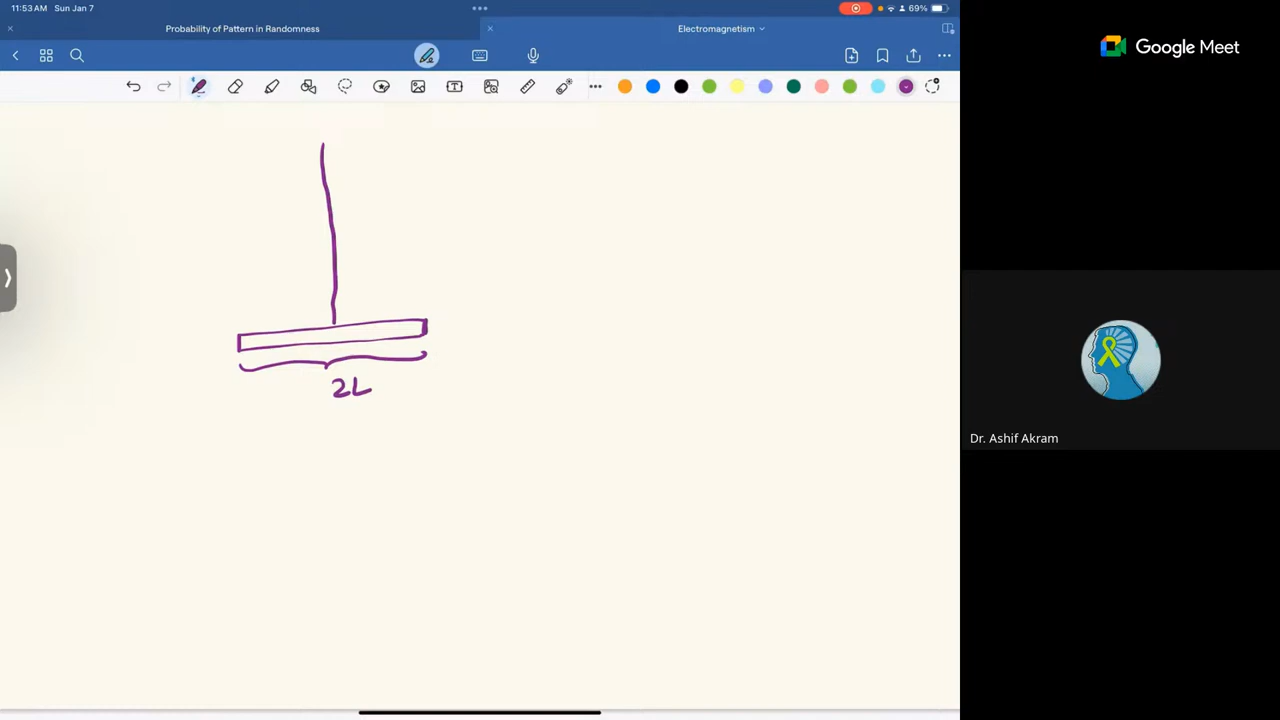 11:53 AM Sun Jan 7
69%
Probability of Pattern in Randomness
Electromagnetism
2L
Google Meet
Dr. Ashif Akram